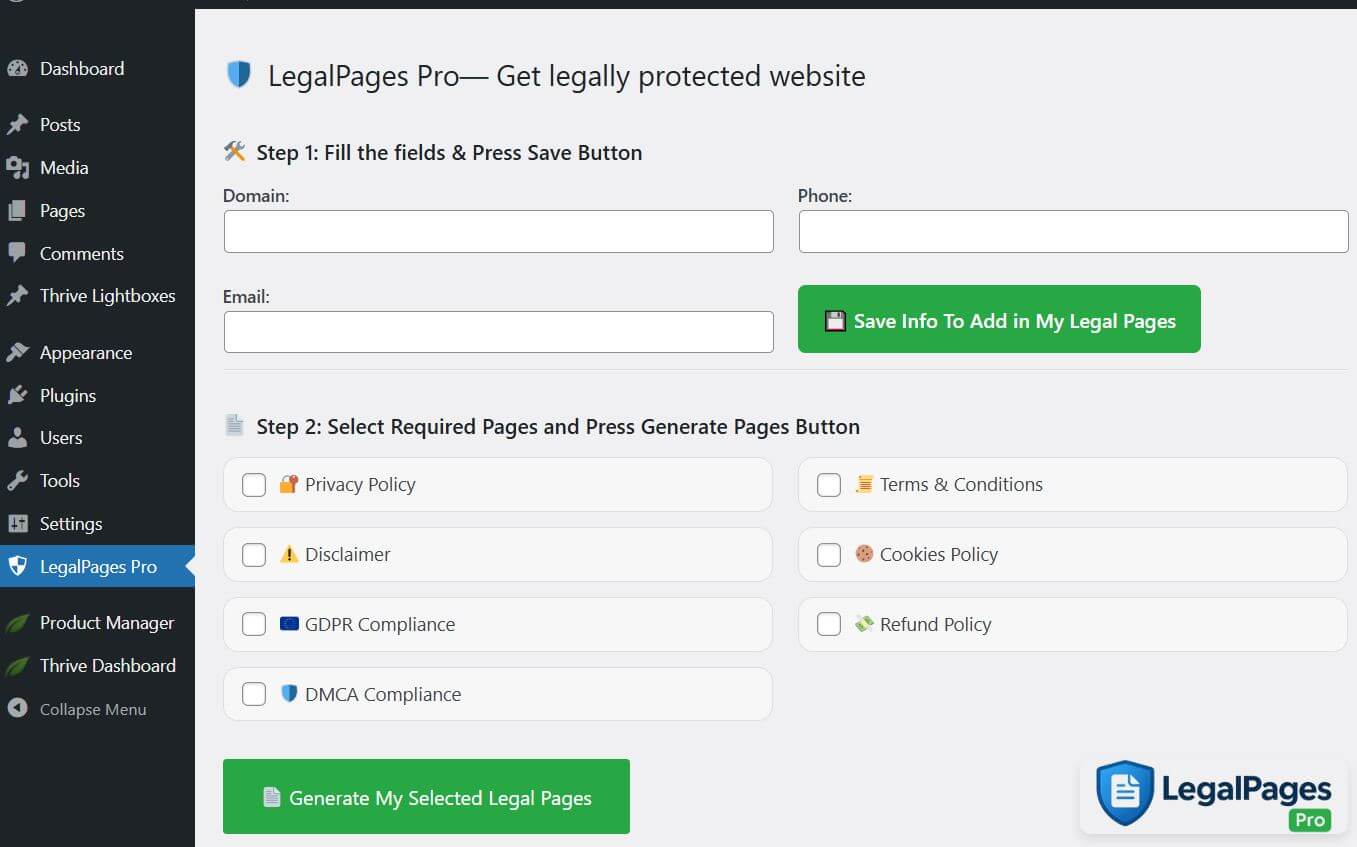 Dashboard
Posts
Media
Pages
Comments
Thrive Lightboxes
Appearance
Plugins
Users
Tools
Settings
LegalPages Pro
Product Manager
Thrive Dashboard
Collapse Menu
LegalPages Pro— Get legally protected website
Step 1: Fill the fields & Press Save Button
Domain:
Phone:
Email:
Save Info To Add in My Legal Pages
Step 2: Select Required Pages and Press Generate Pages Button
Privacy Policy
Terms & Conditions
Disclaimer
Cookies Policy
GDPR Compliance
Refund Policy
DMCA Compliance
Generate My Selected Legal Pages
LegalPages
Pro